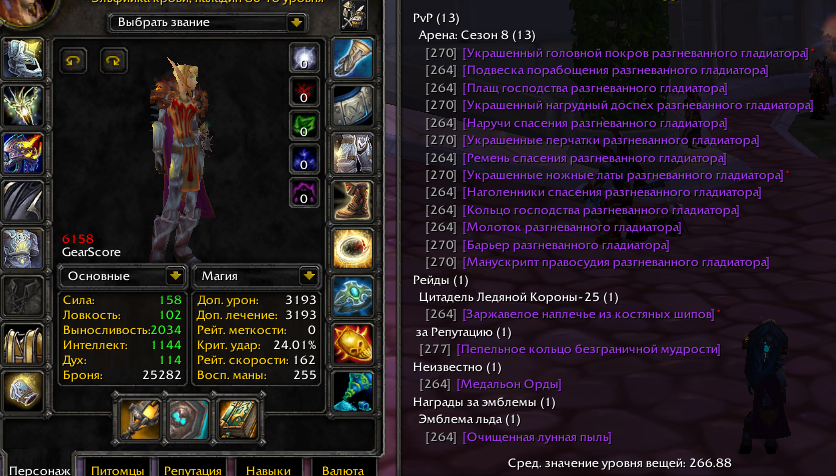 Эльфийка крови, паладин 80-го уровня
Выбрать звание
0
0
0
0
0
6158
GearScore
Основные
Магия
Сила: 158
Ловкость: 102
Выносливость: 2034
Интеллект: 1144
Дух: 114
Броня: 25282
Доп. урон: 3193
Доп. лечение: 3193
Рейт. меткости: 0
Крит. удар: 24.01%
Рейт. скорости: 162
Восп. маны: 255
Персонаж
Питомцы
Репутация
Навыки
Валюта
PvP (13)
Арена: Сезон 8 (13)
[270] [Украшенный головной покров разгневанного гладиатора]*
[264] [Подвеска порабощения разгневанного гладиатора]
[264] [Плащ господства разгневанного гладиатора]
[270] [Украшенный нагрудный доспех разгневанного гладиатора]
[264] [Наручи спасения разгневанного гладиатора]
[270] [Украшенные перчатки разгневанного гладиатора]
[264] [Ремень спасения разгневанного гладиатора]
[270] [Украшенные ножные латы разгневанного гладиатора]*
[264] [Наголенники спасения разгневанного гладиатора]
[264] [Кольцо господства разгневанного гладиатора]
[264] [Молоток разгневанного гладиатора]
[270] [Барьер разгневанного гладиатора]
[270] [Манускрипт правосудия разгневанного гладиатора]
Рейды (1)
Цитадель Ледяной Короны-25 (1)
[264] [Заржавелое наплечье из костяных шипов]*
за Репутацию (1)
[277] [Пепельное кольцо безграничной мудрости]
Неизвестно (1)
[264] [Медальон Орды]
Награды за эмблемы (1)
Эмблема льда (1)
[264] [Очищенная лунная пыль]
Сред. значение уровня вещей: 266.88